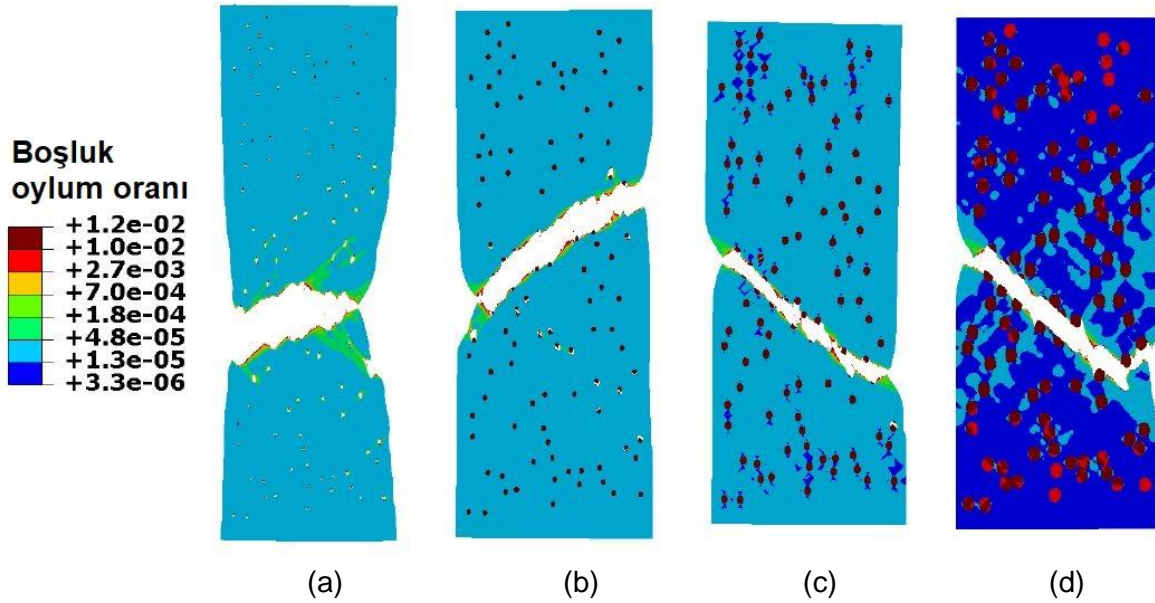 Boşluk
oylum oranı
+1.2e-02
+1.0e-02
+2.7e-03
+7.0e-04
+1.8e-04
+4.8e-05
+1.3e-05
+3.3e-06
(a) (b) (c) (d)